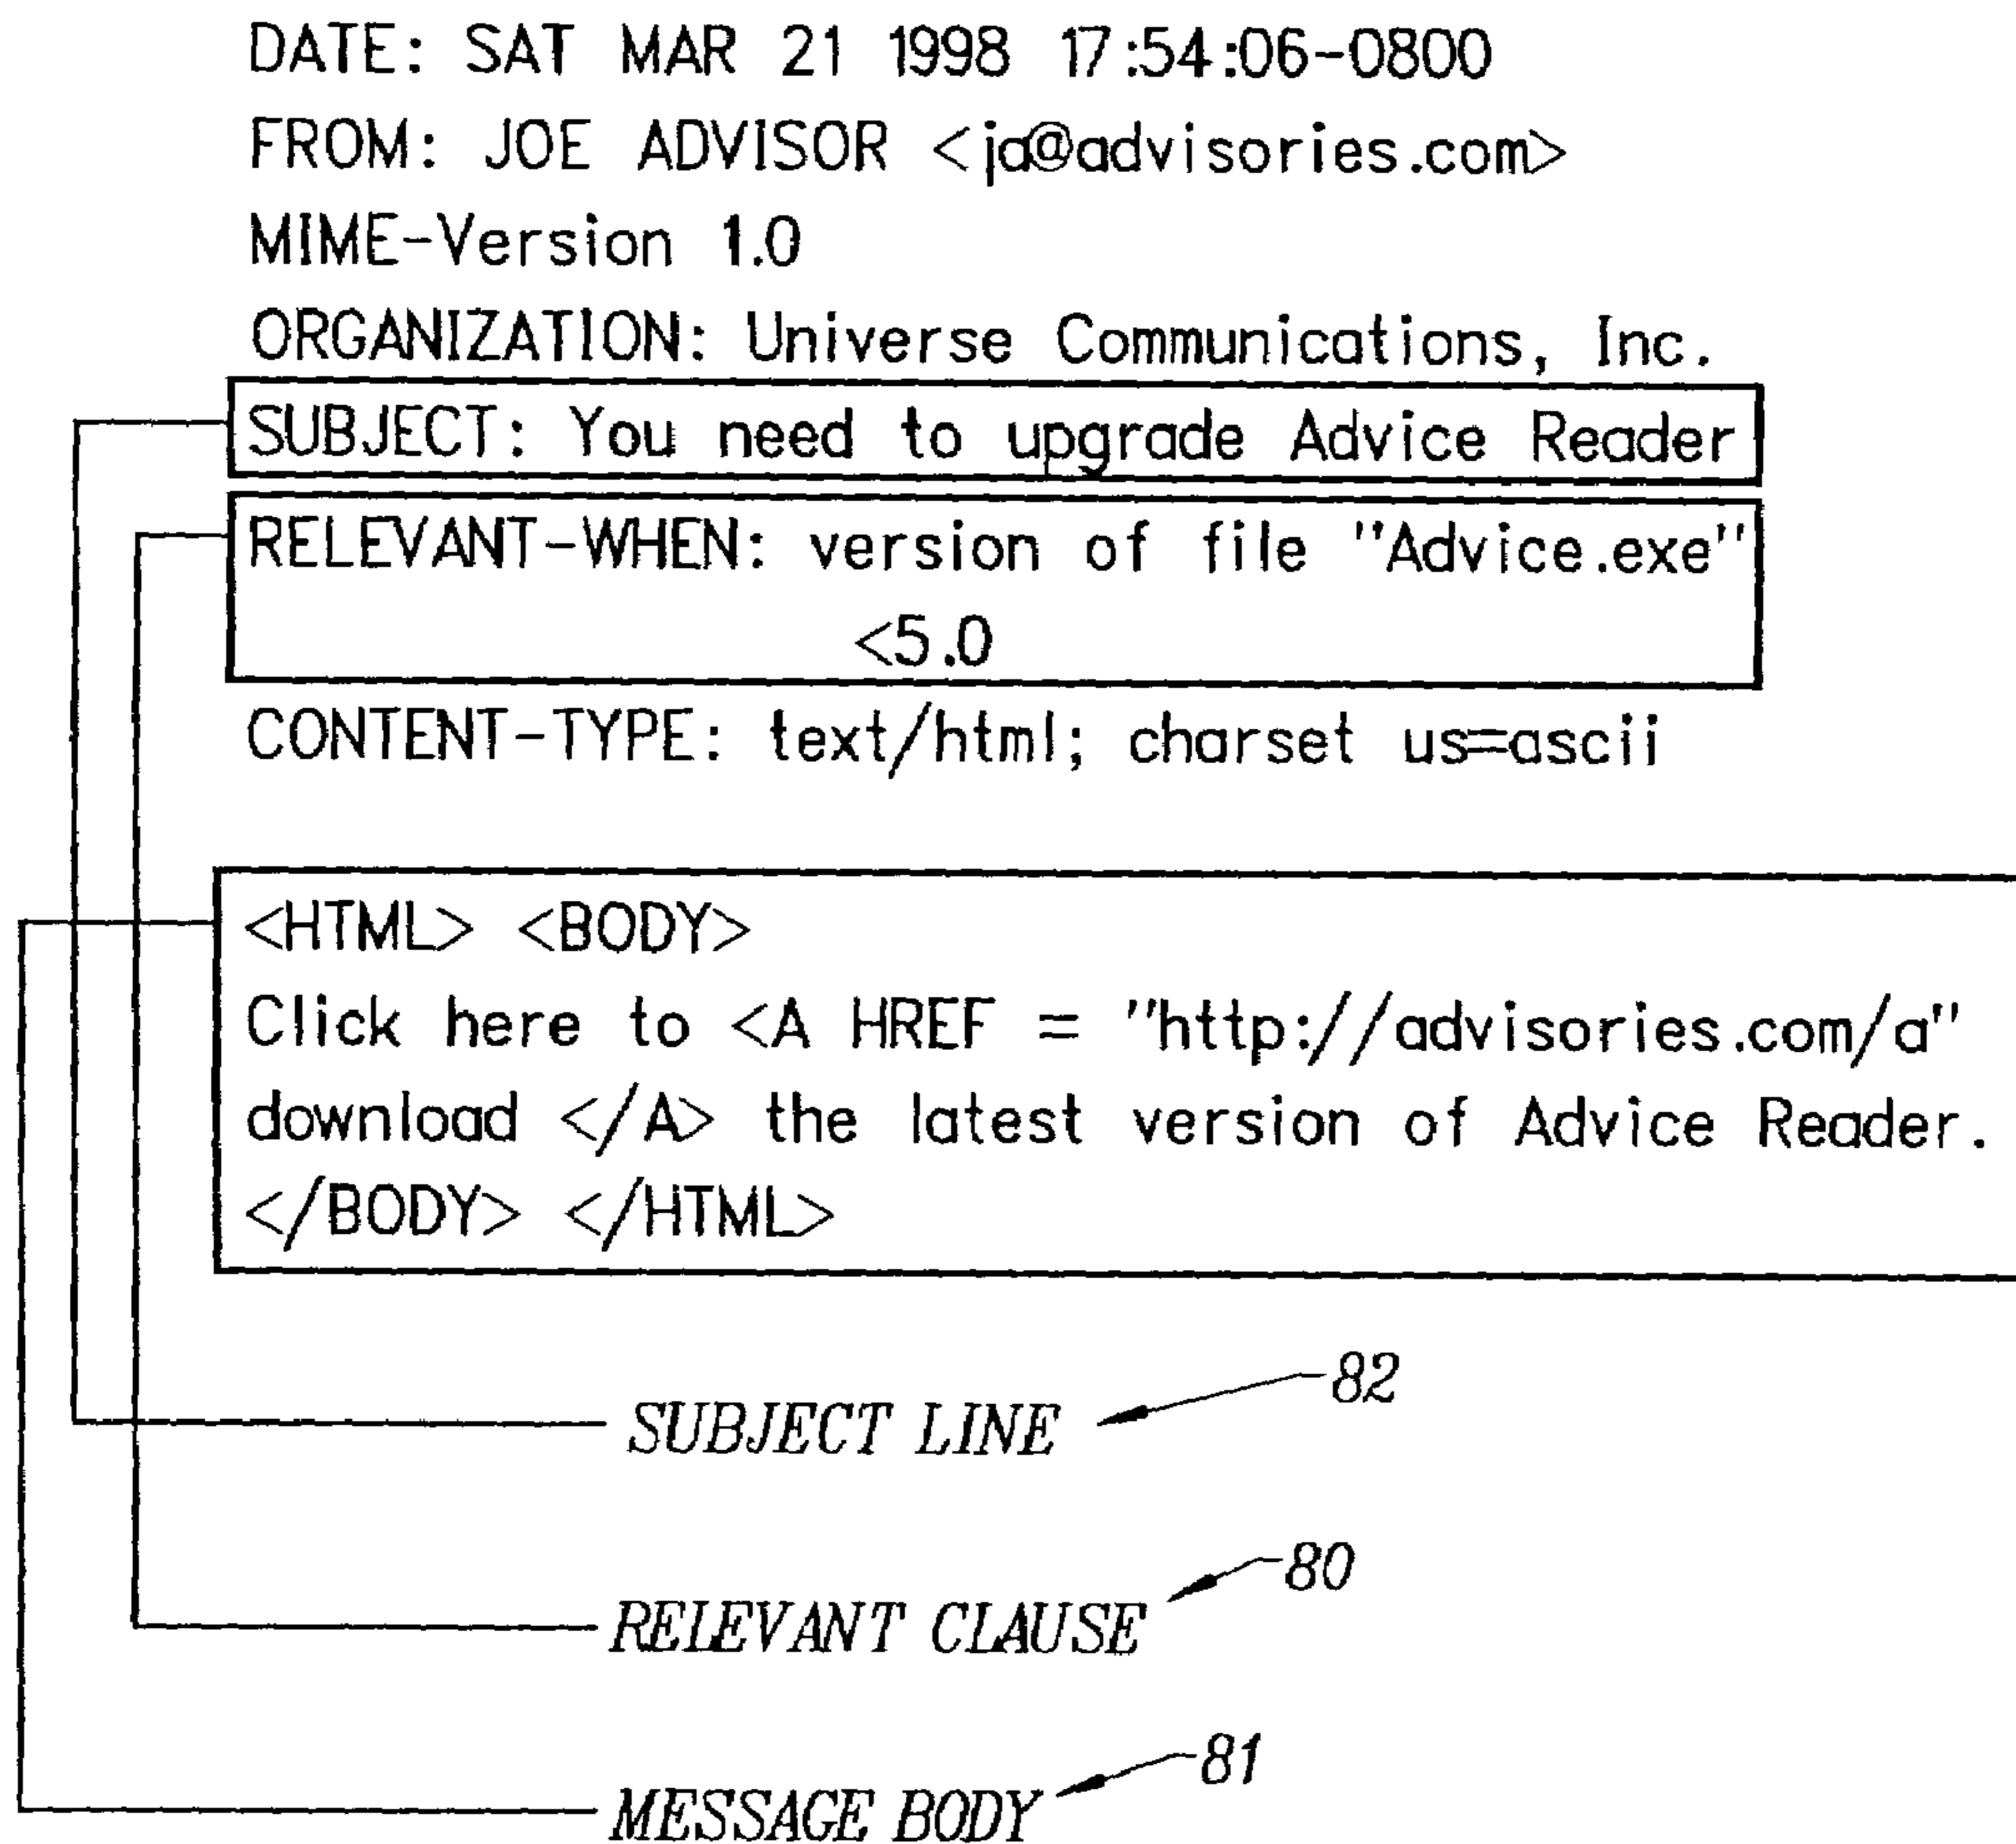 DATE: SAT MAR 21 1998 17:54:06-0800
FROM: JOE ADVISOR <ja@advisories.com>
MIME-Version 1.0
ORGANIZATION: Universe Communications, Inc.
SUBJECT: You need to upgrade Advice Reader
RELEVANT-WHEN: version of file "Advice.exe"
<5.0
CONTENT-TYPE: text/html; charset us=ascii
<HTML> <BODY>
Click here to <A HREF = "http://advisories.com/a"
download </A> the latest version of Advice Reader.
</BODY> </HTML>
82
SUBJECT LINE
80
RELEVANT CLAUSE
81
MESSAGE BODY